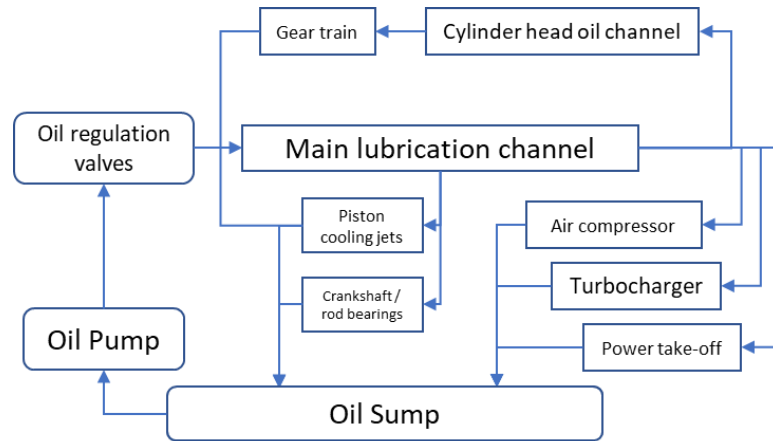 Gear train
Cylinder head oil channel
Oil regulation
valves
Main lubrication channel
Piston
cooling jets
Air compressor
Crankshaft /
rod bearings
Turbocharger
Oil Pump
Power take-off
Oil Sump